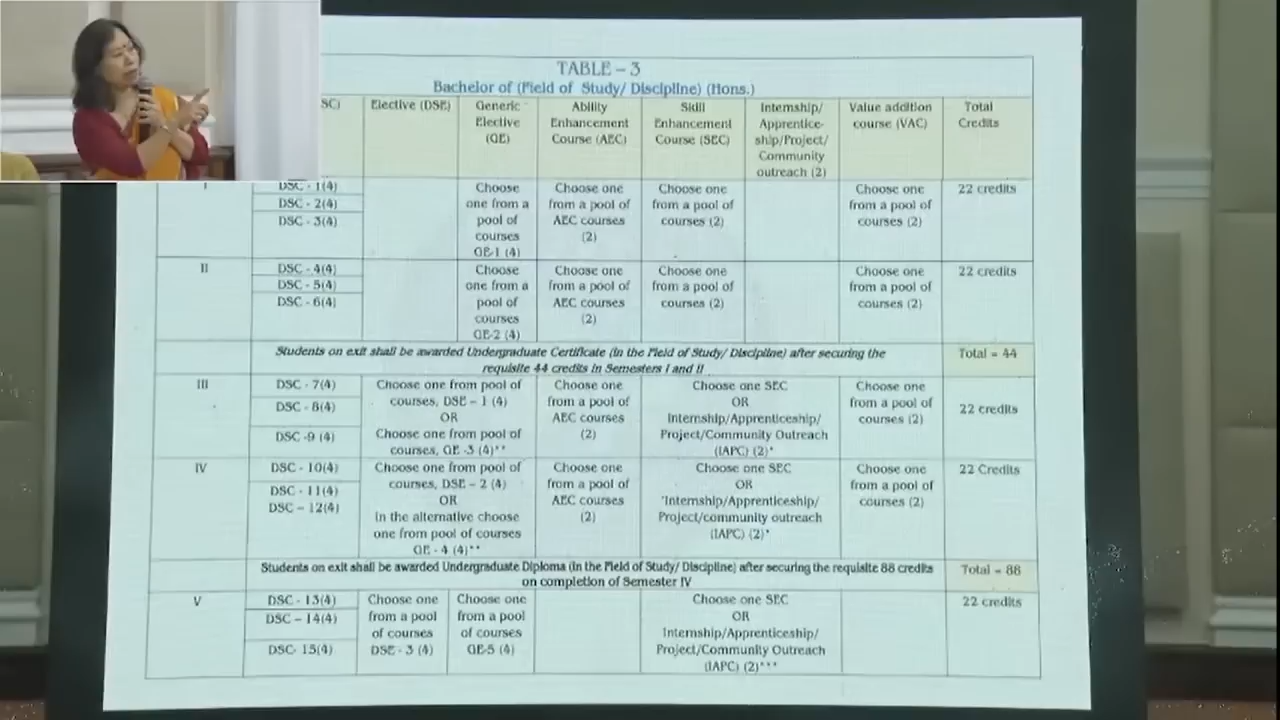 TABLE – 3
Bachelor of (Field of Study/ Discipline) (Hons.)
SC) Elective (DSE) Generic Elective (GE) Ability Enhancement Course (AEC) Skill Enhancement Course (SEC) Internship/ Apprentice-ship/Project/ Community outreach (2) Value addition course (VAC) Total Credits
I
DSC - 1(4)
DSC - 2(4)
DSC - 3(4)
Choose
one from a
pool of
courses
GE-1 (4)
Choose one
from a pool of
AEC courses
(2)
Choose one
from a pool of
courses (2)
Choose one
from a pool of
courses (2)
22 credits
II
DSC - 4(4)
DSC - 5(4)
DSC - 6(4)
Choose
one from a
pool of
courses
GE-2 (4)
Choose one
from a pool of
AEC courses
(2)
Choose one
from a pool of
courses (2)
Choose one
from a pool of
courses (2)
22 credits
Students on exit shall be awarded Undergraduate Certificate (in the Field of Study/ Discipline) after securing the
requisite 44 credits in Semesters I and II
Total = 44
III
DSC - 7(4)
DSC - 8(4)
DSC -9 (4)
Choose one from pool of
courses, DSE – 1 (4)
OR
Choose one from pool of
courses, GE -3 (4)**
Choose one
from a pool of
AEC courses
(2)
Choose one SEC
OR
Internship/Apprenticeship/
Project/Community Outreach
(IAPC) (2)*
Choose one
from a pool of
courses (2)
22 credits
IV
DSC - 10(4)
DSC - 11(4)
DSC – 12(4)
Choose one from pool of
courses, DSE – 2 (4)
OR
in the alternative choose
one from pool of courses
GE - 4 (4)**
Choose one
from a pool of
AEC courses
(2)
Choose one SEC
OR
'Internship/Apprenticeship/
Project/community outreach
(IAPC) (2)*
Choose one
from a pool of
courses (2)
22 Credits
Students on exit shall be awarded Undergraduate Diploma (in the Field of Study/ Discipline) after securing the requisite 88 credits
on completion of Semester IV
Total = 88
V
DSC - 13(4)
DSC – 14(4)
DSC- 15(4)
Choose one
from a pool
of courses
DSE - 3 (4)
Choose one
from a pool
of courses
GE-5 (4)
Choose one SEC
OR
Internship/Apprenticeship/
Project/Community Outreach
(IAPC) (2)***
22 credits